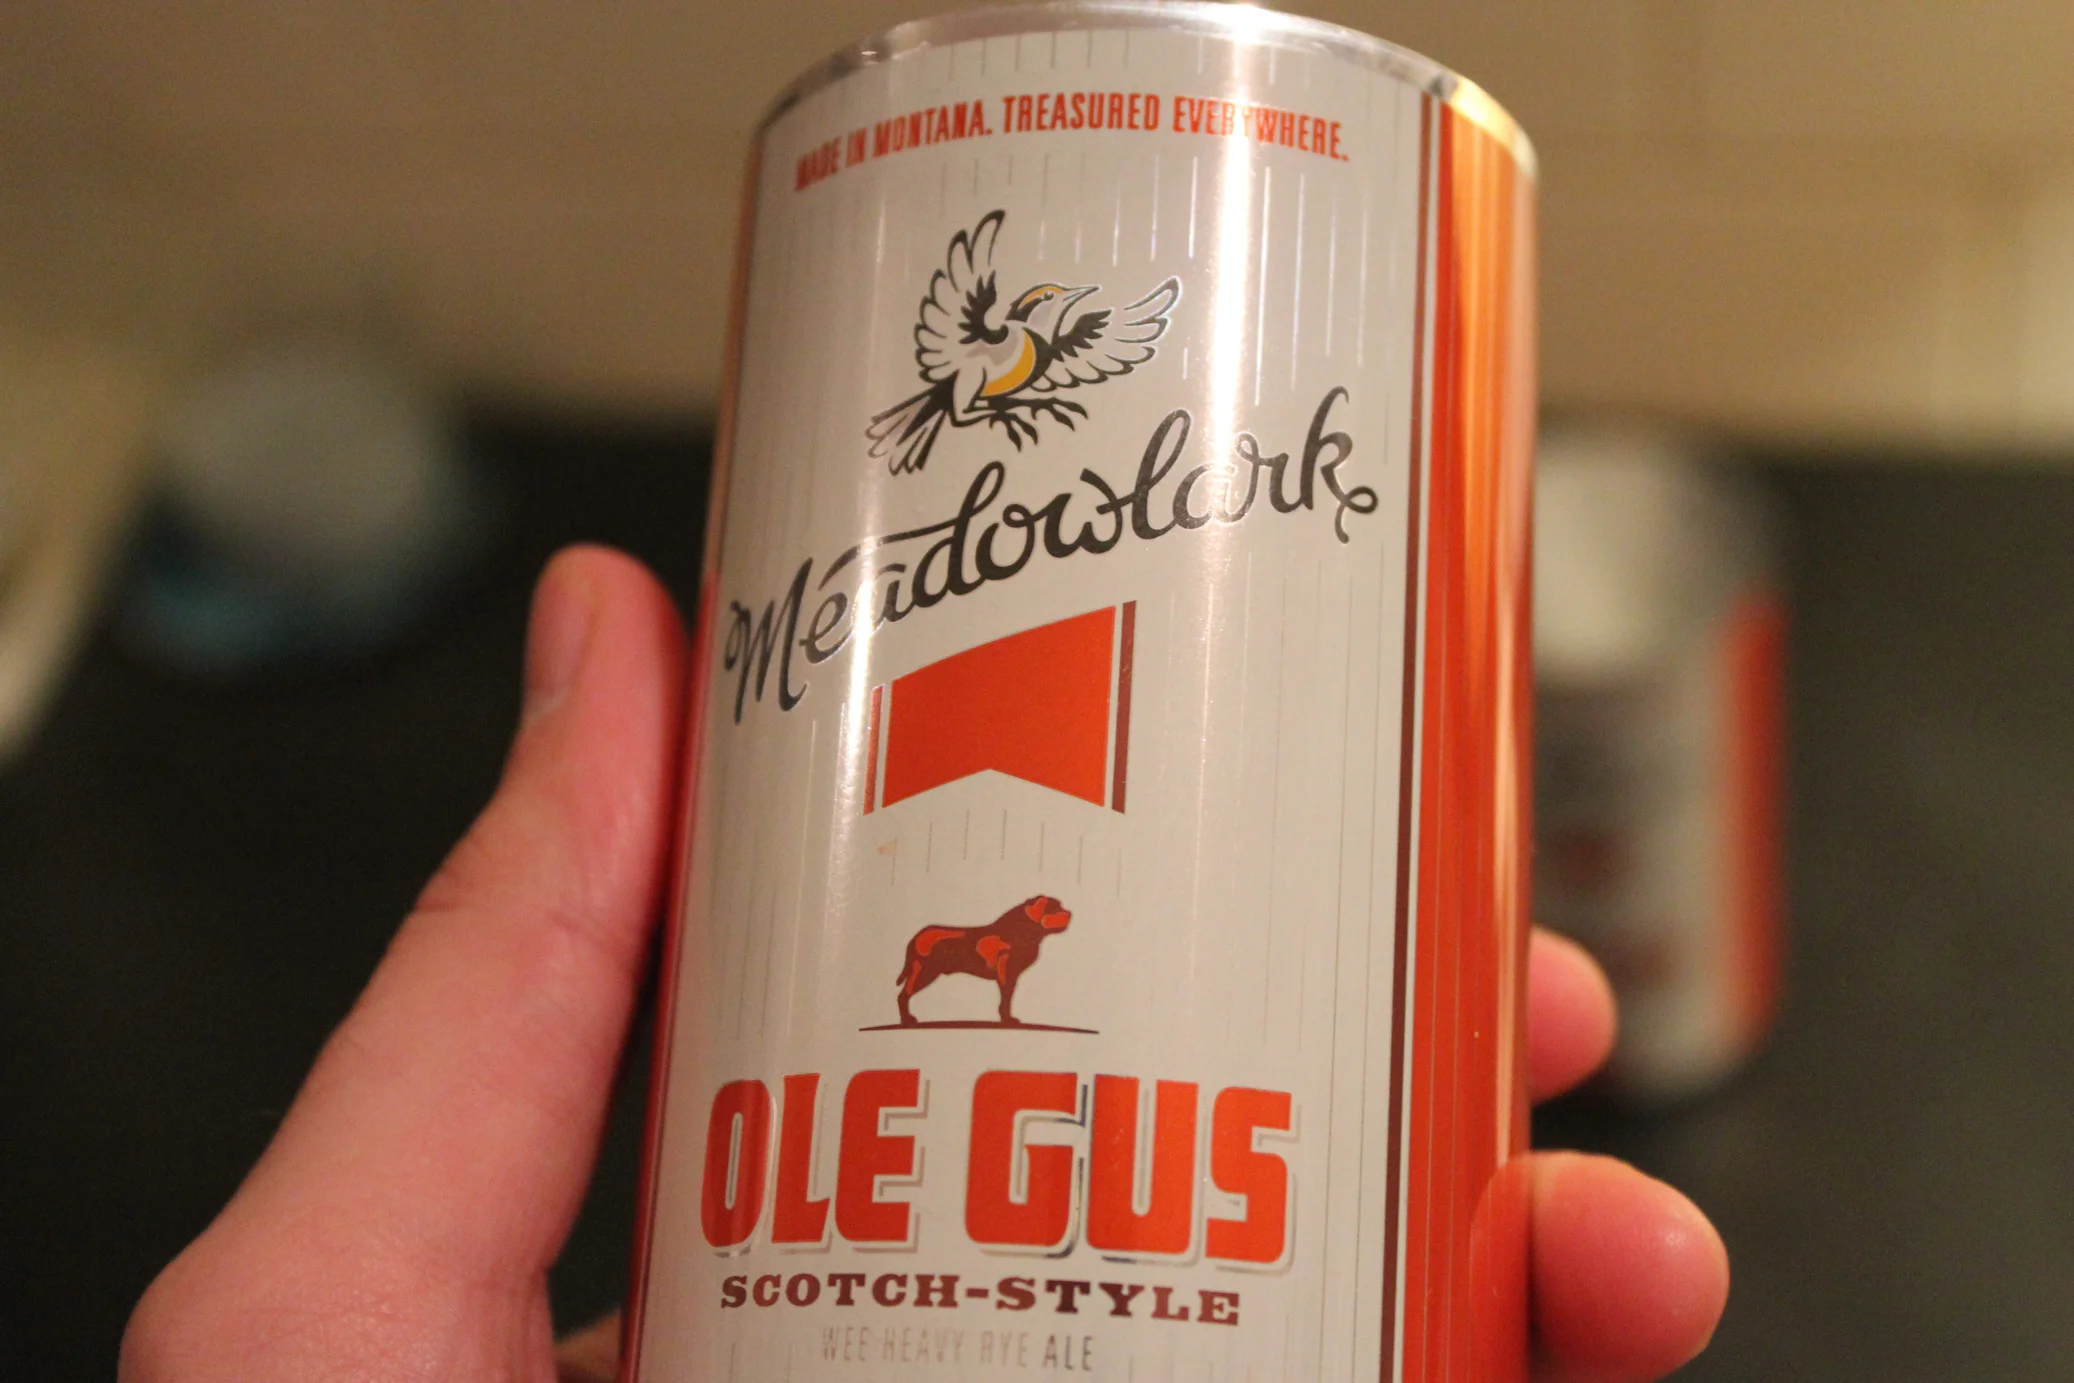 MADE IN MONTANA. TREASURED EVERYWHERE.
Meadowlark
OLE GUS
SCOTCH-STYLE
WEE HEAVY RYE ALE